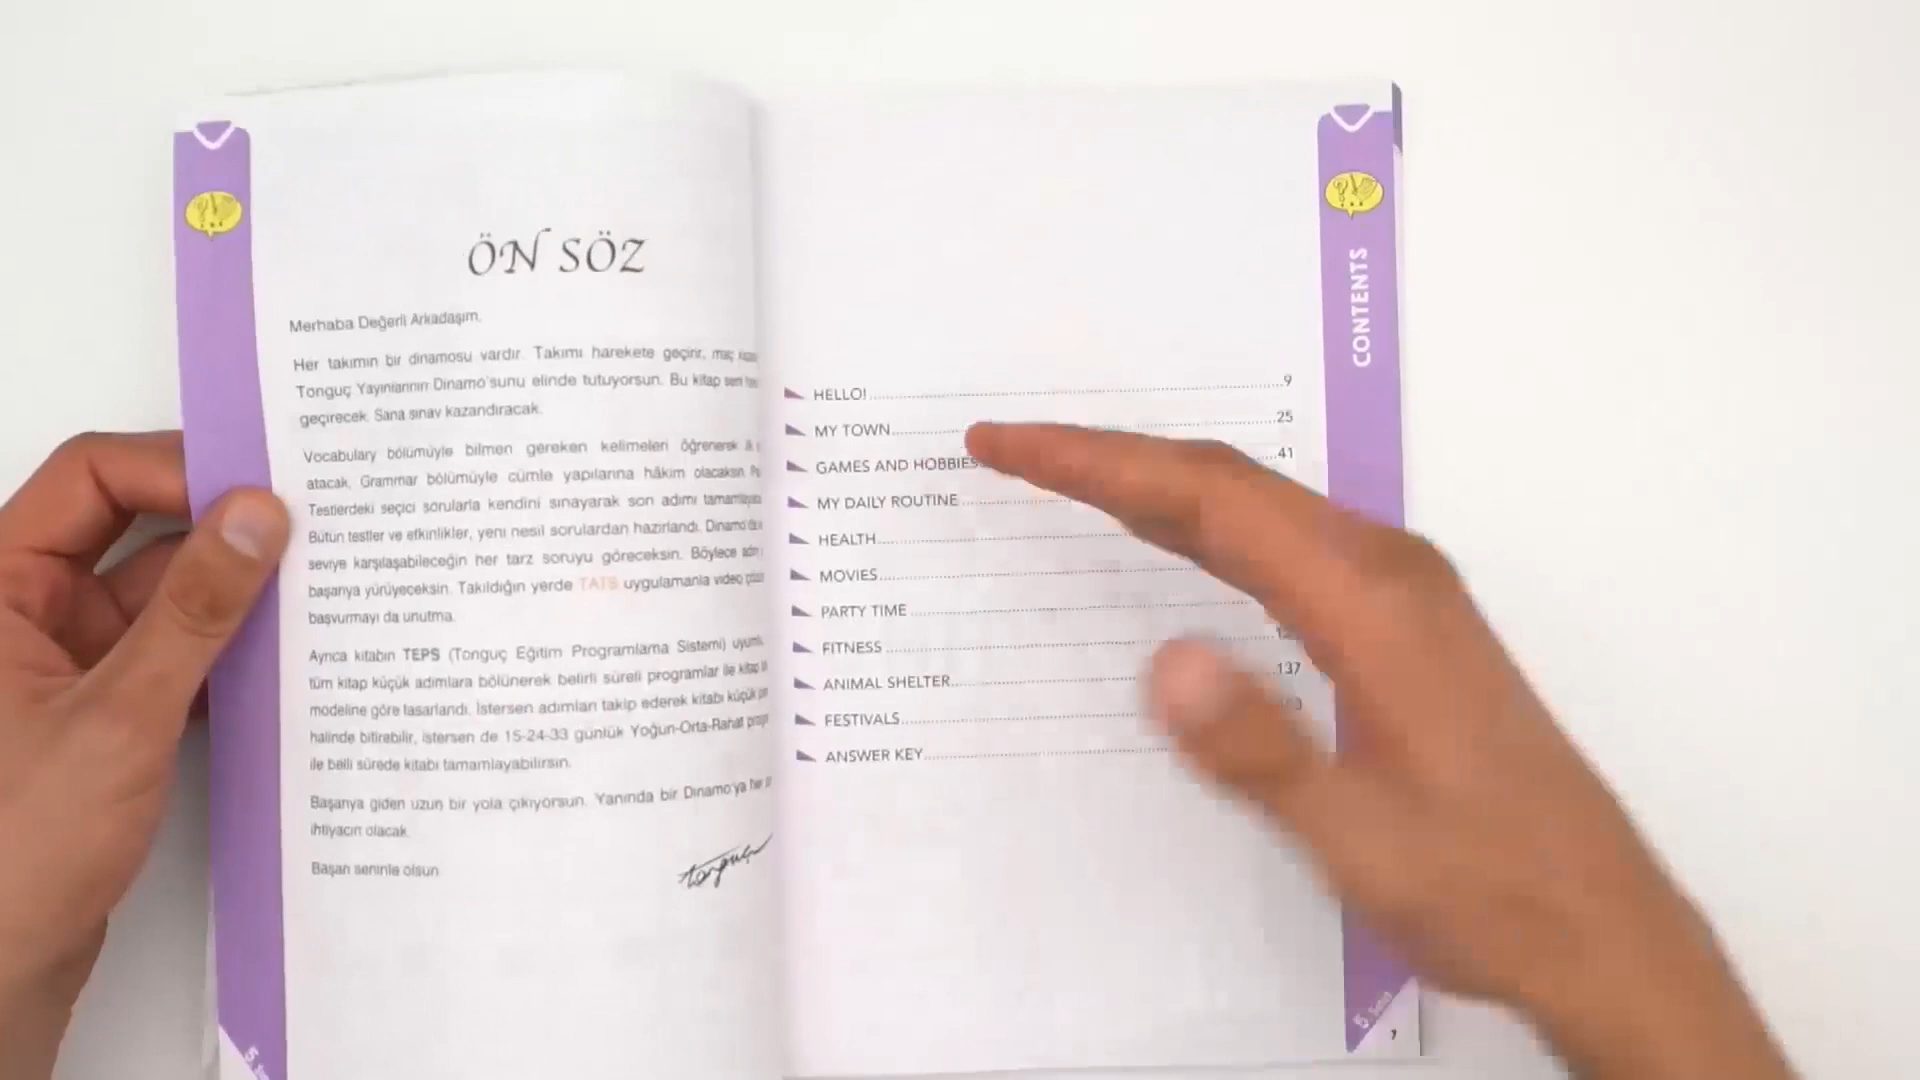 ÖN SÖZ
Merhaba Değerli Arkadaşım,
Her takımın bir dinamosu vardır. Takımı harekete geçirir, maç
Tonguç Yayınlarının Dinamo'sunu elinde tutuyorsun. Bu kitap seni
geçirecek. Sana sınav kazandıracak.
Vocabulary bölümüyle bilmen gereken kelimeleri öğrenerek
atacak, Grammar bölümüyle cümle yapılarına hâkim olacaksın.
Testlerdeki seçici sorularla kendini sınayarak son adımı
Bütün testler ve etkinlikler, yeni nesil sorulardan hazırlandı.
seviye karşılaşabileceğin her tarz soruyu göreceksin. Böylece
başarıya yürüyeceksin. Takıldığın yerde TATS uygulamanla video
başvurmayı da unutma.
Ayrıca kitabın TEPS (Tonguç Eğitim Programlama Sistemi)
tüm kitap küçük adımlara bölünerek belirli süreli programlar ile
modeline göre tasarlandı. İstersen adımları takip ederek kitabı küçük
halinde bitirebilir, istersen de 15-24-33 günlük Yoğun-Orta-Rahat
ile belli sürede kitabı tamamlayabilirsin.
Başarıya giden uzun bir yola çıkıyorsun. Yanında bir Dinamo'ya
ihtiyacın olacak.
Başarı seninle olsun
tonguç
CONTENTS
HELLO! 9
MY TOWN 25
GAMES AND HOBBIES 41
MY DAILY ROUTINE
HEALTH
MOVIES
PARTY TIME
FITNESS
ANIMAL SHELTER 137
FESTIVALS
ANSWER KEY
5. Sınıf
7